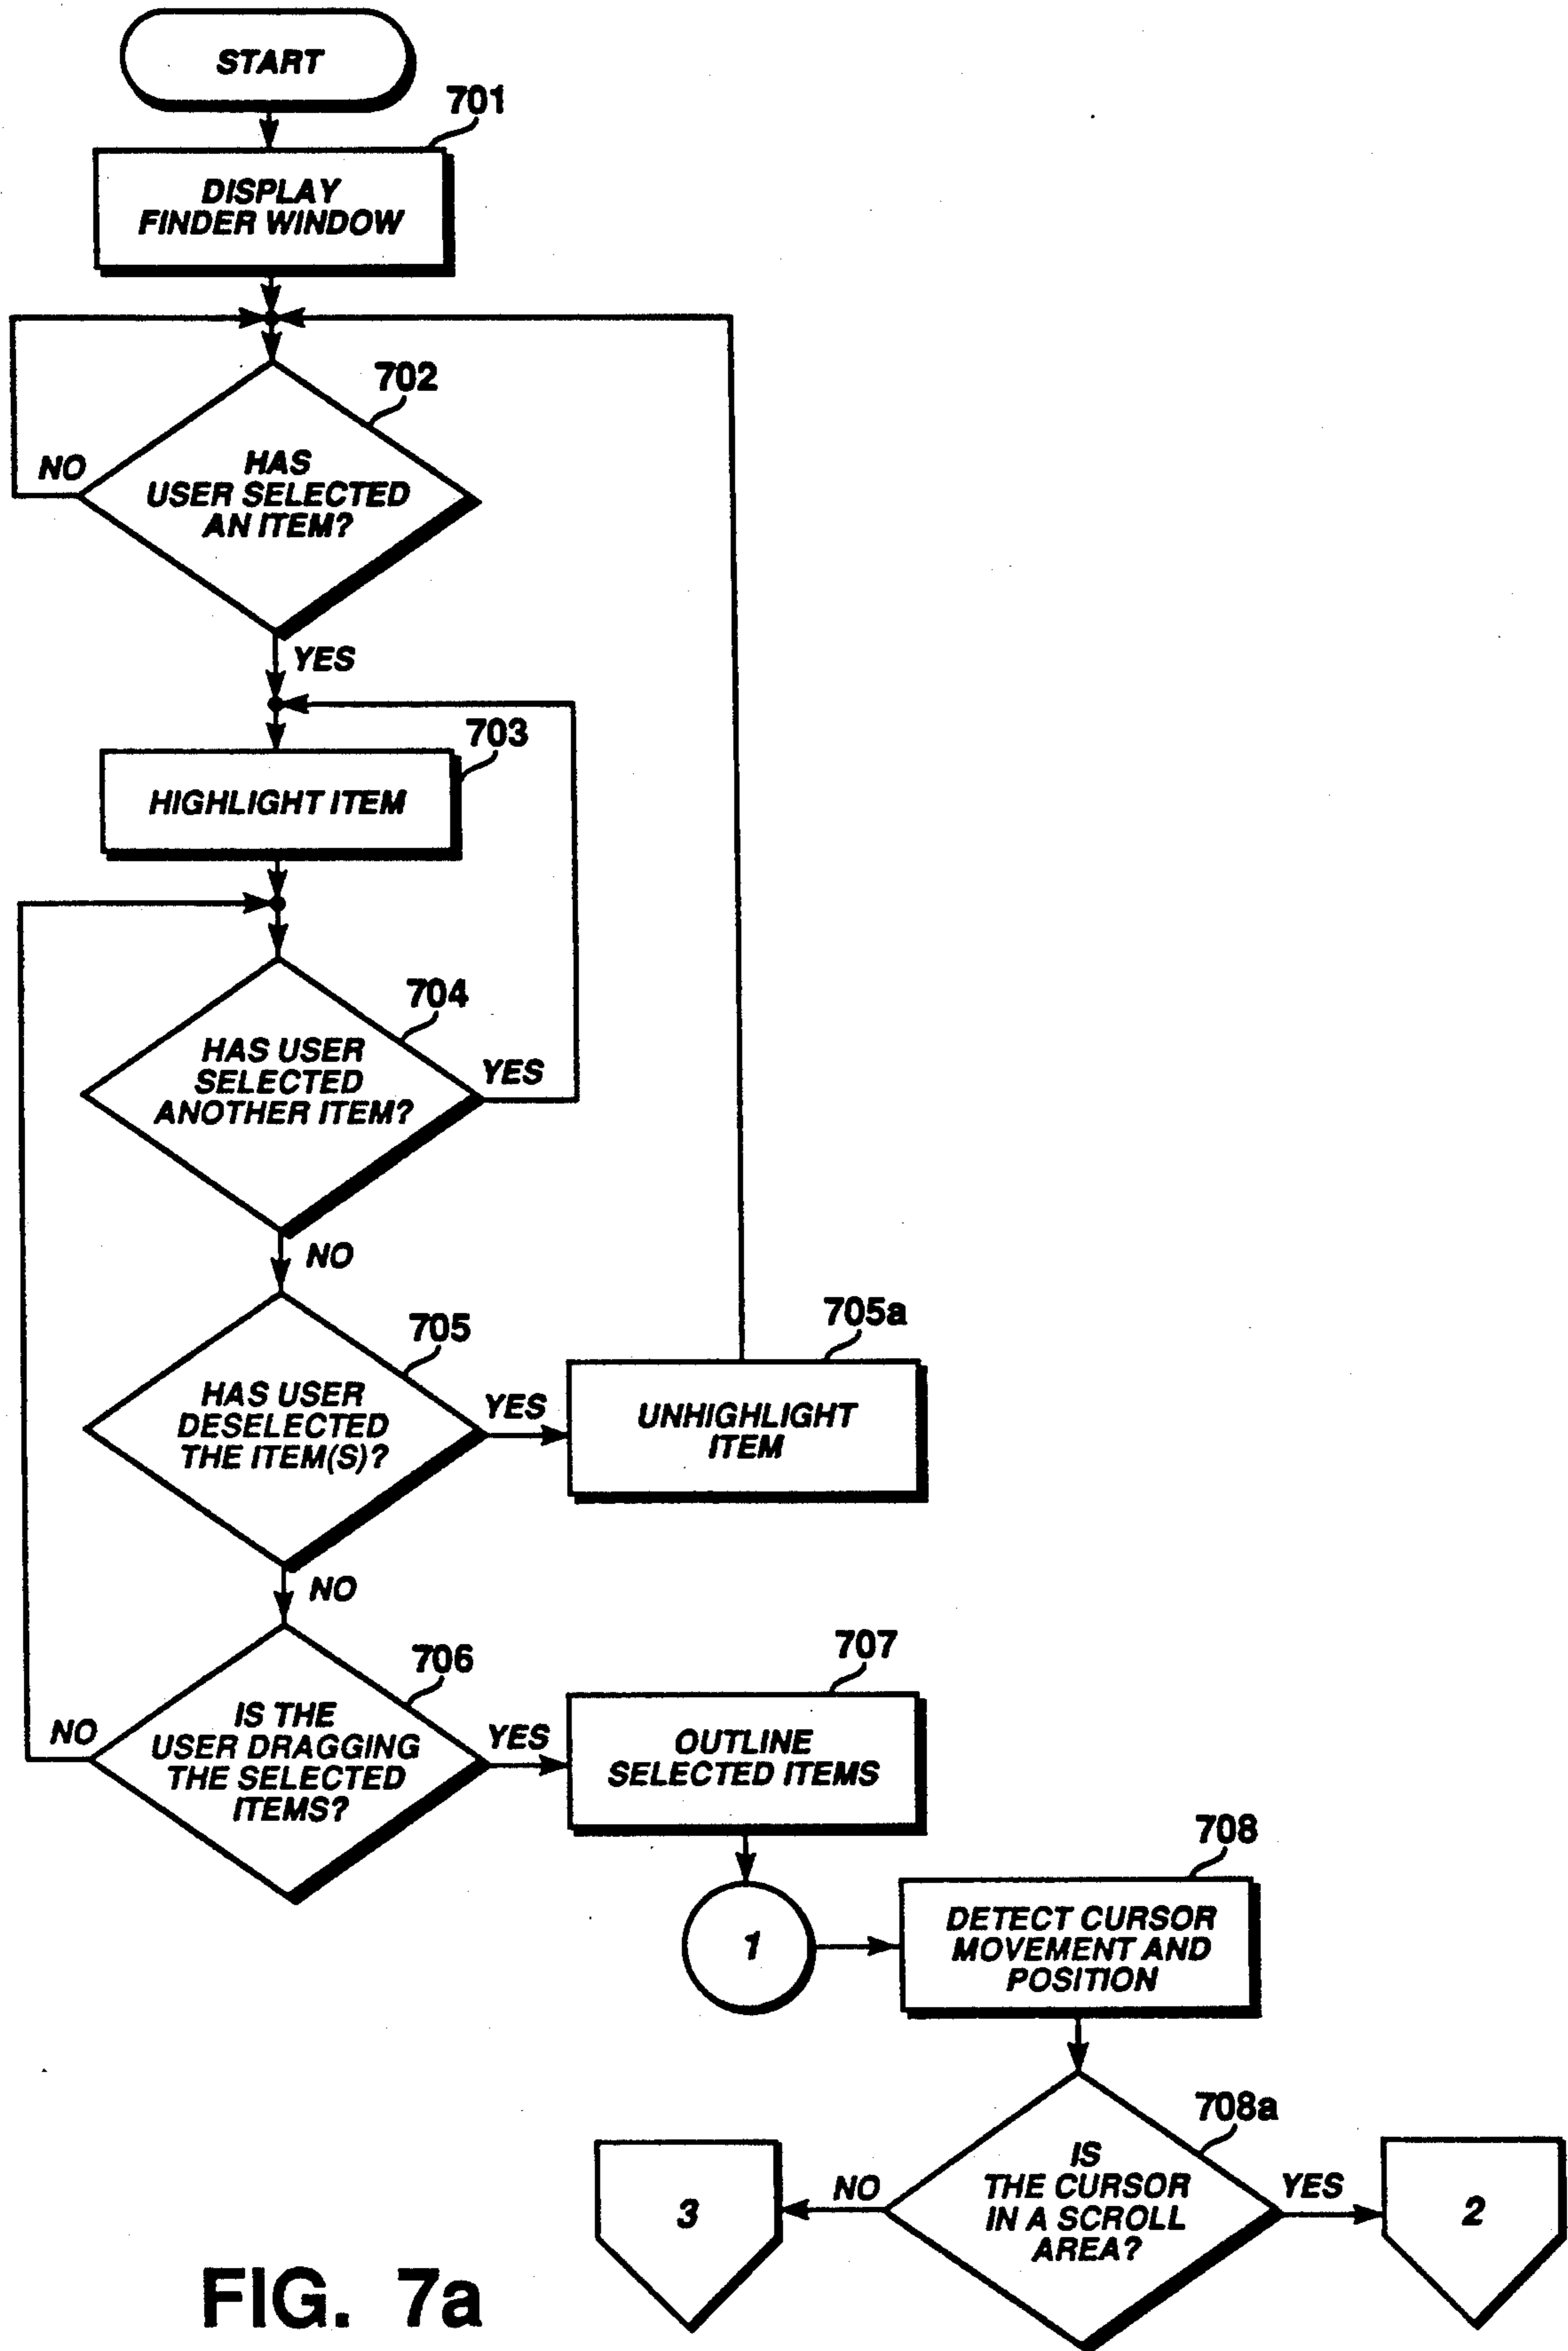 START
701
DISPLAY
FINDER WINDOW
702
NO
HAS
USER SELECTED
AN ITEM?
YES
703
HIGHLIGHT ITEM
704
HAS USER
SELECTED
ANOTHER ITEM?
YES
NO
705
705a
HAS USER
DESELECTED
THE ITEM(S)?
YES
UNHIGHLIGHT
ITEM
NO
706
707
NO
IS THE
USER DRAGGING
THE SELECTED
ITEMS?
YES
OUTLINE
SELECTED ITEMS
708
1
DETECT CURSOR
MOVEMENT AND
POSITION
708a
3
NO
IS
THE CURSOR
IN A SCROLL
AREA?
YES
2
FIG. 7a